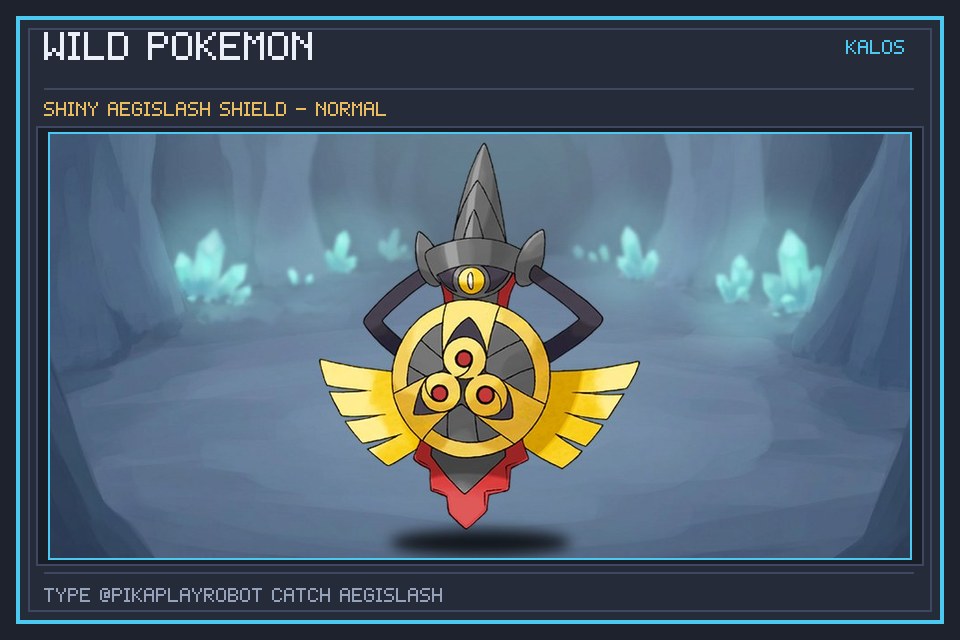 WILD POKEMON
KALOS
SHINY AEGISLASH SHIELD - NORMAL
TYPE @PIKAPLAYROBOT CATCH AEGISLASH